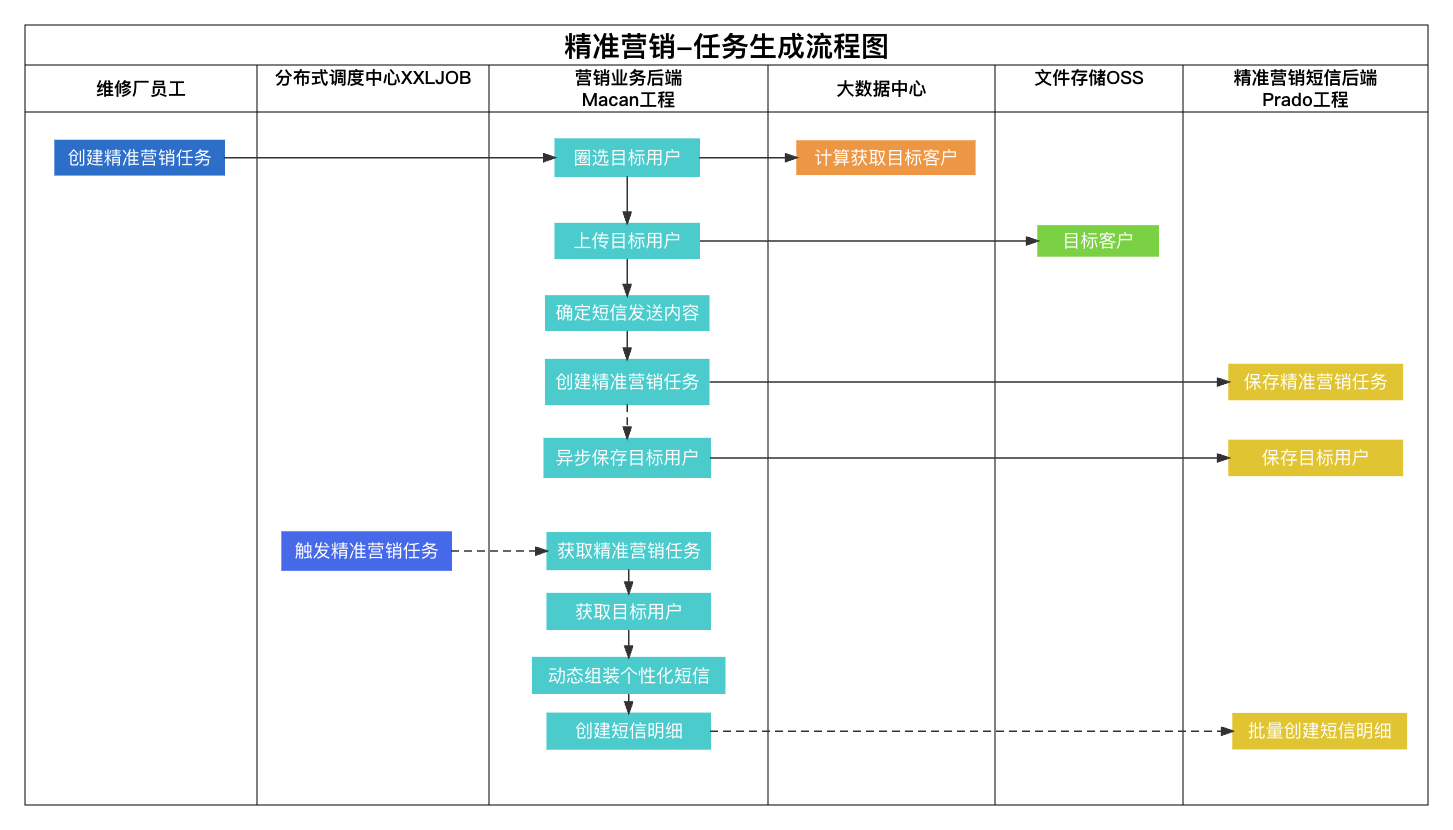 精准营销-任务生成流程图
维修厂员工
分布式调度中心XXLJOB
营销业务后端
Macan工程
大数据中心
文件存储OSS
精准营销短信后端
Prado工程
创建精准营销任务
圈选目标用户
计算获取目标客户
上传目标用户
目标客户
确定短信发送内容
创建精准营销任务
保存精准营销任务
异步保存目标用户
保存目标用户
触发精准营销任务
获取精准营销任务
获取目标用户
动态组装个性化短信
创建短信明细
批量创建短信明细